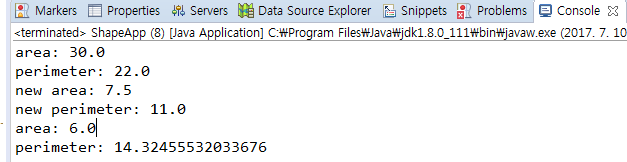 Markers Properties Servers Data Source Explorer Snippets Problems Console
<terminated> ShapeApp (8) [Java Application] C:₩Program Files₩Java₩jdk1.8.0_111₩bin₩javaw.exe (2017. 7. 10
area: 30.0
perimeter: 22.0
new area: 7.5
new perimeter: 11.0
area: 6.0
perimeter: 14.32455532033676